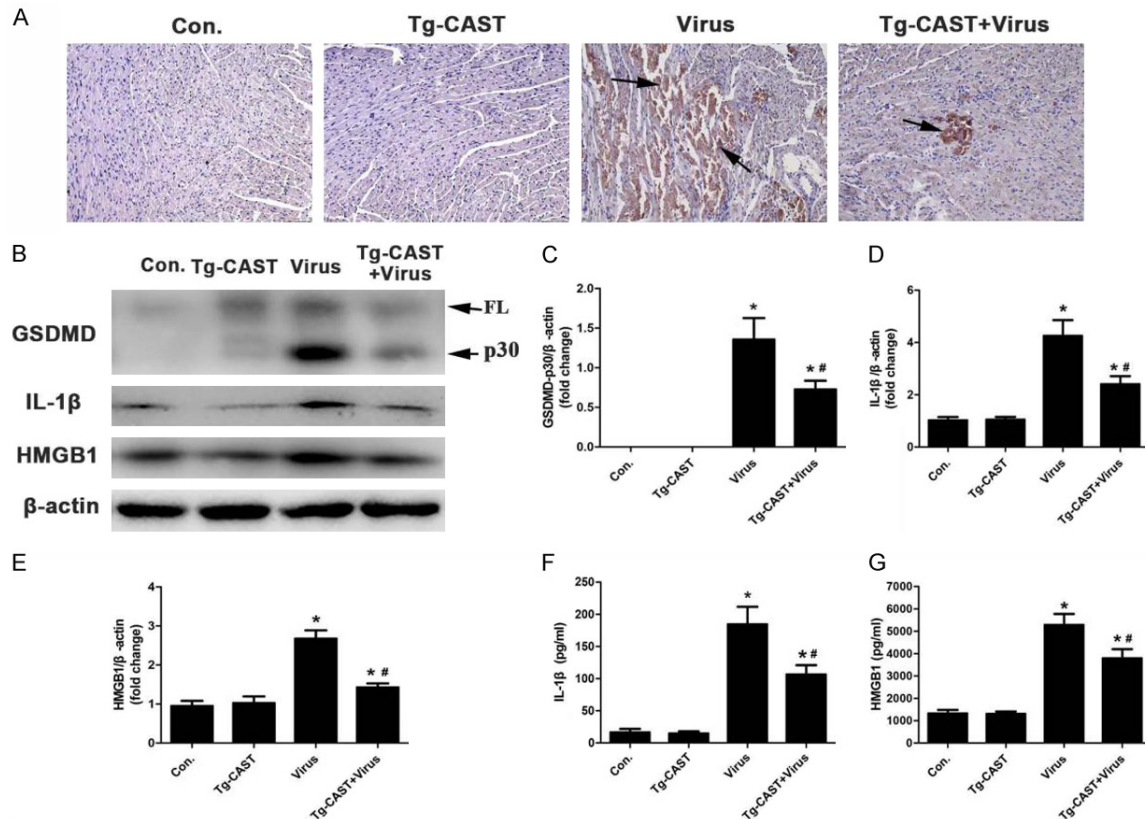 A
Con.
Tg-CAST
Virus
Tg-CAST+Virus
B
Con.
Tg-CAST
Virus
Tg-CAST
+Virus
GSDMD
FL
p30
IL-1β
HMGB1
β-actin
C
GSDMD-p30/β -actin
(fold change)
2.0
1.5
1.0
0.5
0.0
*
* #
Con.
Tg-CAST
Virus
Tg-CAST+Virus
D
IL-1β /β -actin
(fold change)
6
4
2
0
*
* #
Con.
Tg-CAST
Virus
Tg-CAST+Virus
E
HMGB1/β -actin
(fold change)
4
3
2
1
0
*
* #
Con.
Tg-CAST
Virus
Tg-CAST+Virus
F
IL-1β (pg/ml)
250
200
150
100
50
0
*
* #
Con.
Tg-CAST
Virus
Tg-CAST+Virus
G
HMGB1 (pg/ml)
7000
6000
5000
4000
3000
2000
1000
0
*
* #
Con.
Tg-CAST
Virus
Tg-CAST+Virus